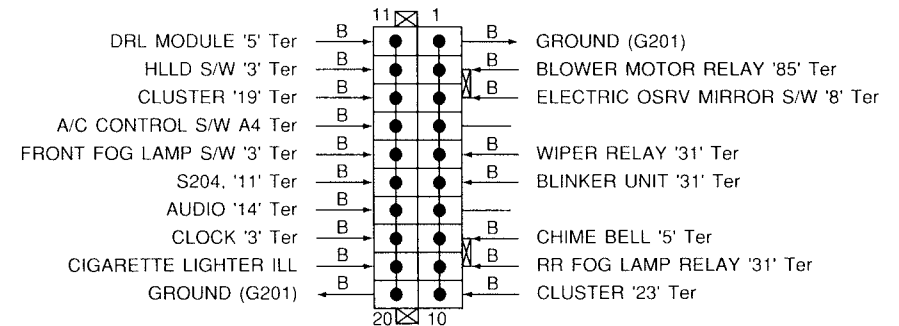 11 1
DRL MODULE '5' Ter B B GROUND (G201)
HLLD S/W '3' Ter B B BLOWER MOTOR RELAY '85' Ter
CLUSTER '19' Ter B B ELECTRIC OSRV MIRROR S/W '8' Ter
A/C CONTROL S/W A4 Ter B
FRONT FOG LAMP S/W '3' Ter B B WIPER RELAY '31' Ter
S204, '11' Ter B B BLINKER UNIT '31' Ter
AUDIO '14' Ter B
CLOCK '3' Ter B B CHIME BELL '5' Ter
CIGARETTE LIGHTER ILL B B RR FOG LAMP RELAY '31' Ter
GROUND (G201) B B CLUSTER '23' Ter
20 10